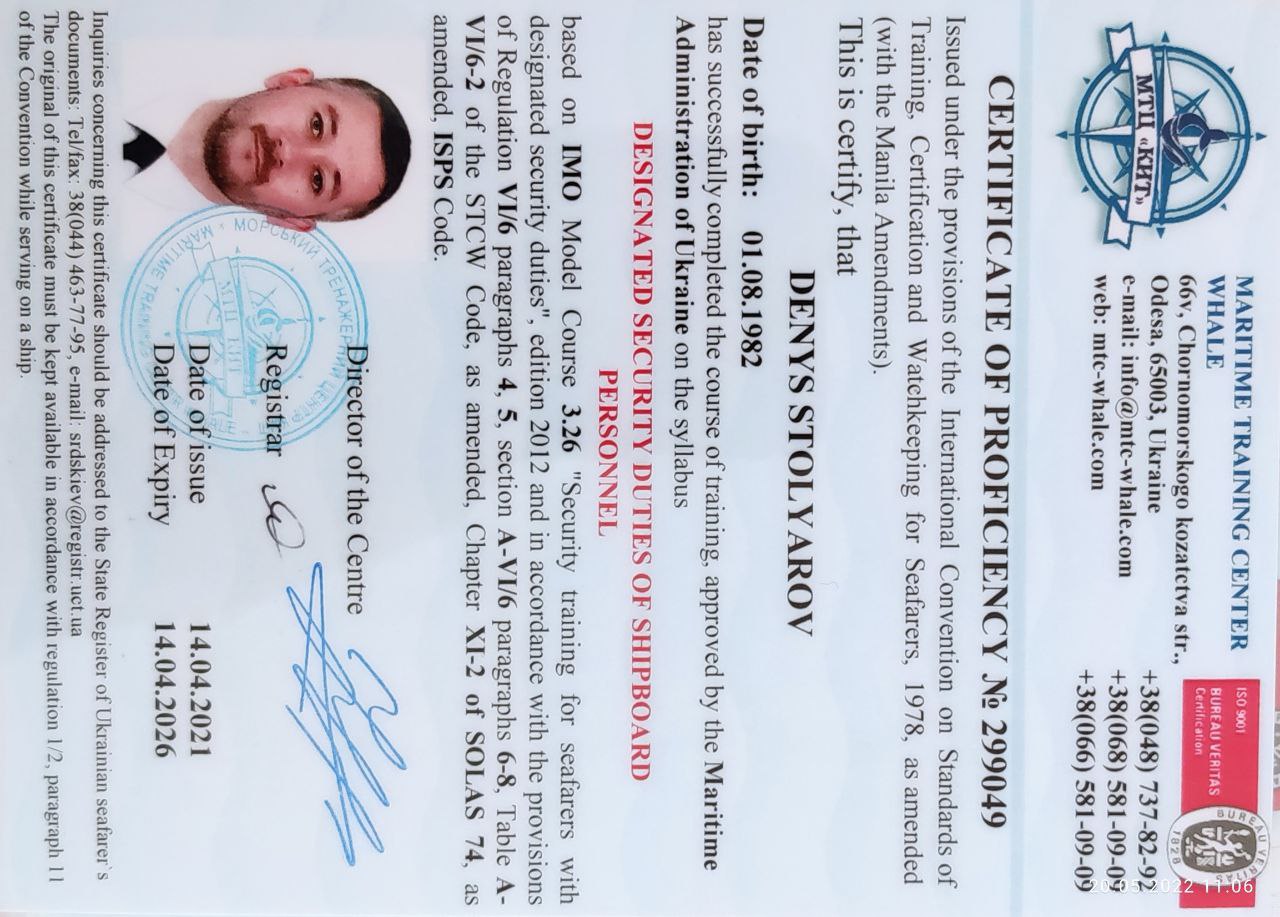 МТЦ «КИТ»
MARITIME TRAINING CENTER
WHALE
66v, Chornomorskogo kozatctva str.,
Odesa, 65003, Ukraine
e-mail: info@mtc-whale.com
web: mtc-whale.com
ISO 9001
BUREAU VERITAS
Certification
BUREAU VERITAS
1828
+38(048) 737-82-92
+38(068) 581-09-09
+38(066) 581-09-09
CERTIFICATE OF PROFICIENCY № 299049
Issued under the provisions of the International Convention on Standards of
Training, Certification and Watchkeeping for Seafarers, 1978, as amended
(with the Manila Amendments).
This is certify, that
DENYS STOLYAROV
Date of birth: 01.08.1982
has successfully completed the course of training, approved by the Maritime
Administration of Ukraine on the syllabus
DESIGNATED SECURITY DUTIES OF SHIPBOARD
PERSONNEL
based on IMO Model Course 3.26 "Security training for seafarers with
designated security duties", edition 2012 and in accordance with the provisions
of Regulation VI/6 paragraphs 4, 5, section A-VI/6 paragraphs 6-8, Table A-
VI/6-2 of the STCW Code, as amended, Chapter XI-2 of SOLAS 74, as
amended, ISPS Code.
Director of the Centre
Registrar
МОРСЬКИЙ ТРЕНАЖЕРНИЙ ЦЕНТР
МТЦ КИТ
MARITIME TRAINING
Date of issue 14.04.2021
Date of Expiry 14.04.2026
Inquiries concerning this certificate should be addressed to the State Register of Ukrainian seafarer`s
documents: Tel/fax: 38(044) 463-77-95, e-mail: srdskiev@registr.uct.ua
The original of this certificate must be kept available in accordance with regulation 1/2, paragraph 11
of the Convention while serving on a ship.